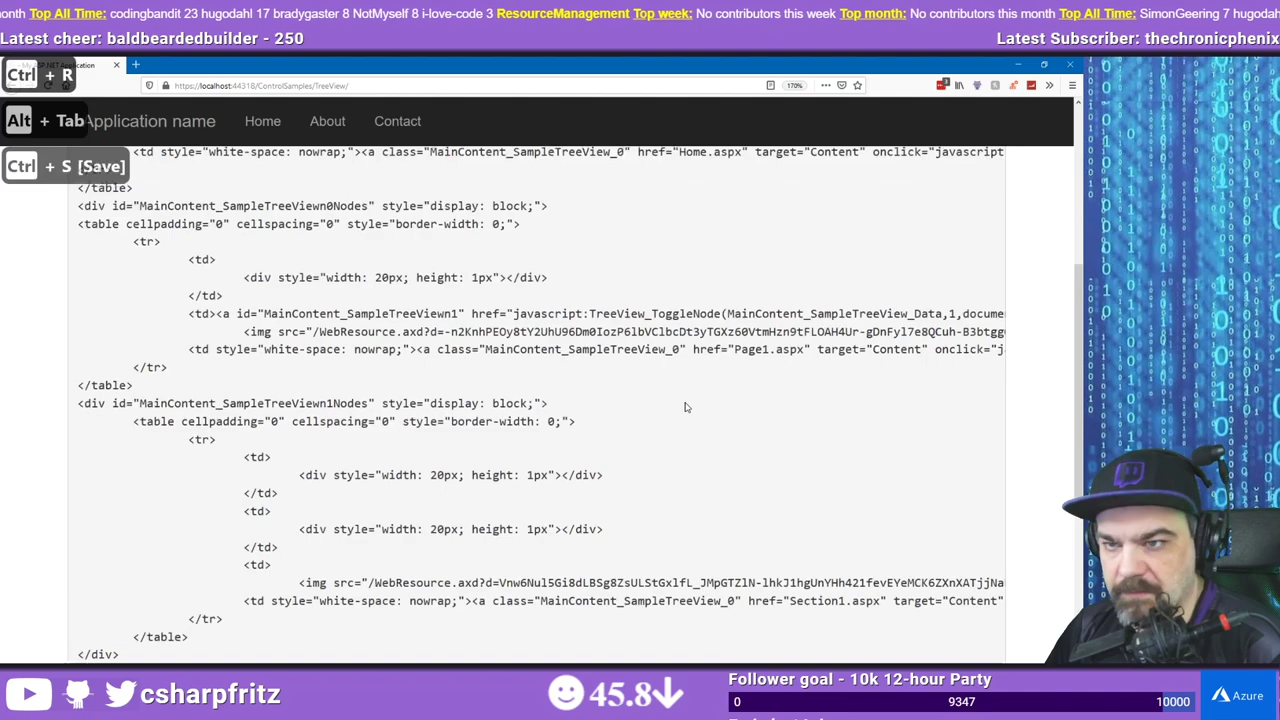 onth Top All Time: codingbandit 23 hugodahl 17 bradygaster 8 NotMyself 8 i-love-code 3 ResourceManagement Top week: No contributors this week Top month: No contributors this month Top All Time: SimonGeering 7 hugodah
Latest cheer: baldbeardedbuilder - 250
Latest Subscriber: thechronicphenix
Ctrl + R
ASP.NET Application
https://localhost:44318/ControlSamples/TreeView/
170%
Alt + Tab
Application name
Home
About
Contact
Ctrl + S [Save]
<td style="white-space: nowrap;"><a class="MainContent_SampleTreeView_0" href="Home.aspx" target="Content" onclick="javascript
</table>
<div id="MainContent_SampleTreeViewn0Nodes" style="display: block;">
<table cellpadding="0" cellspacing="0" style="border-width: 0;">
<tr>
<td>
<div style="width: 20px; height: 1px"></div>
</td>
<td><a id="MainContent_SampleTreeViewn1" href="javascript:TreeView_ToggleNode(MainContent_SampleTreeView_Data,1,docume
<img src="/WebResource.axd?d=-n2KnhPEOy8tY2UhU96Dm0IozP6lbVClbcDt3yTGXz60VtmHzn9tFLOAH4Ur-gDnFyl7e8QCuh-B3btgg
<td style="white-space: nowrap;"><a class="MainContent_SampleTreeView_0" href="Page1.aspx" target="Content" onclick="j
</tr>
</table>
<div id="MainContent_SampleTreeViewn1Nodes" style="display: block;">
<table cellpadding="0" cellspacing="0" style="border-width: 0;">
<tr>
<td>
<div style="width: 20px; height: 1px"></div>
</td>
<td>
<div style="width: 20px; height: 1px"></div>
</td>
<td>
<img src="/WebResource.axd?d=Vnw6Nul5Gi8dLBSg8ZsULStGxlfL_JMpGTZlN-lhkJ1hgUnYHh421fevEYeMCK6ZXnXATjjNa
<td style="white-space: nowrap;"><a class="MainContent_SampleTreeView_0" href="Section1.aspx" target="Content"
</tr>
</table>
</div>
csharpfritz
45.8
Follower goal - 10k 12-hour Party
0
9347
10000
Azure